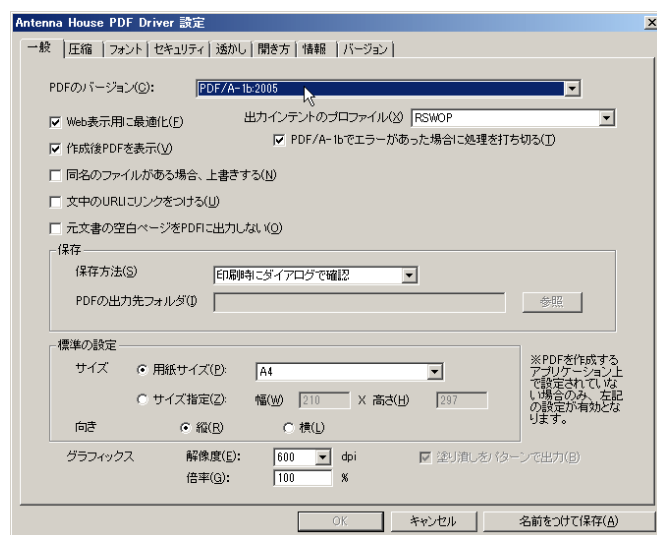 Antenna House PDF Driver 設定
一般 圧縮 フォント セキュリティ 透かし 開き方 情報 バージョン
PDFのバージョン(C): PDF/A-1b:2005
Web表示用に最適化(F) 出力インテントのプロファイル(X) RSWOP
作成後PDFを表示(V) PDF/A-1bでエラーがあった場合に処理を打ち切る(T)
同名のファイルがある場合、上書きする(N)
文中のURLにリンクをつける(U)
元文書の空白ページをPDFに出力しない(O)
保存
保存方法(S) 印刷時にダイアログで確認
PDFの出力先フォルダ(I) 参照
標準の設定
サイズ 用紙サイズ(P): A4
サイズ指定(Z): 幅(W) 210 X 高さ(H) 297
向き 縦(R) 横(L)
※PDFを作成する
アプリケーション上
で設定されていな
い場合のみ、左記
の設定が有効とな
ります。
グラフィックス 解像度(E): 600 dpi 塗り潰しをパターンで出力(B)
倍率(G): 100 %
OK キャンセル 名前をつけて保存(A)